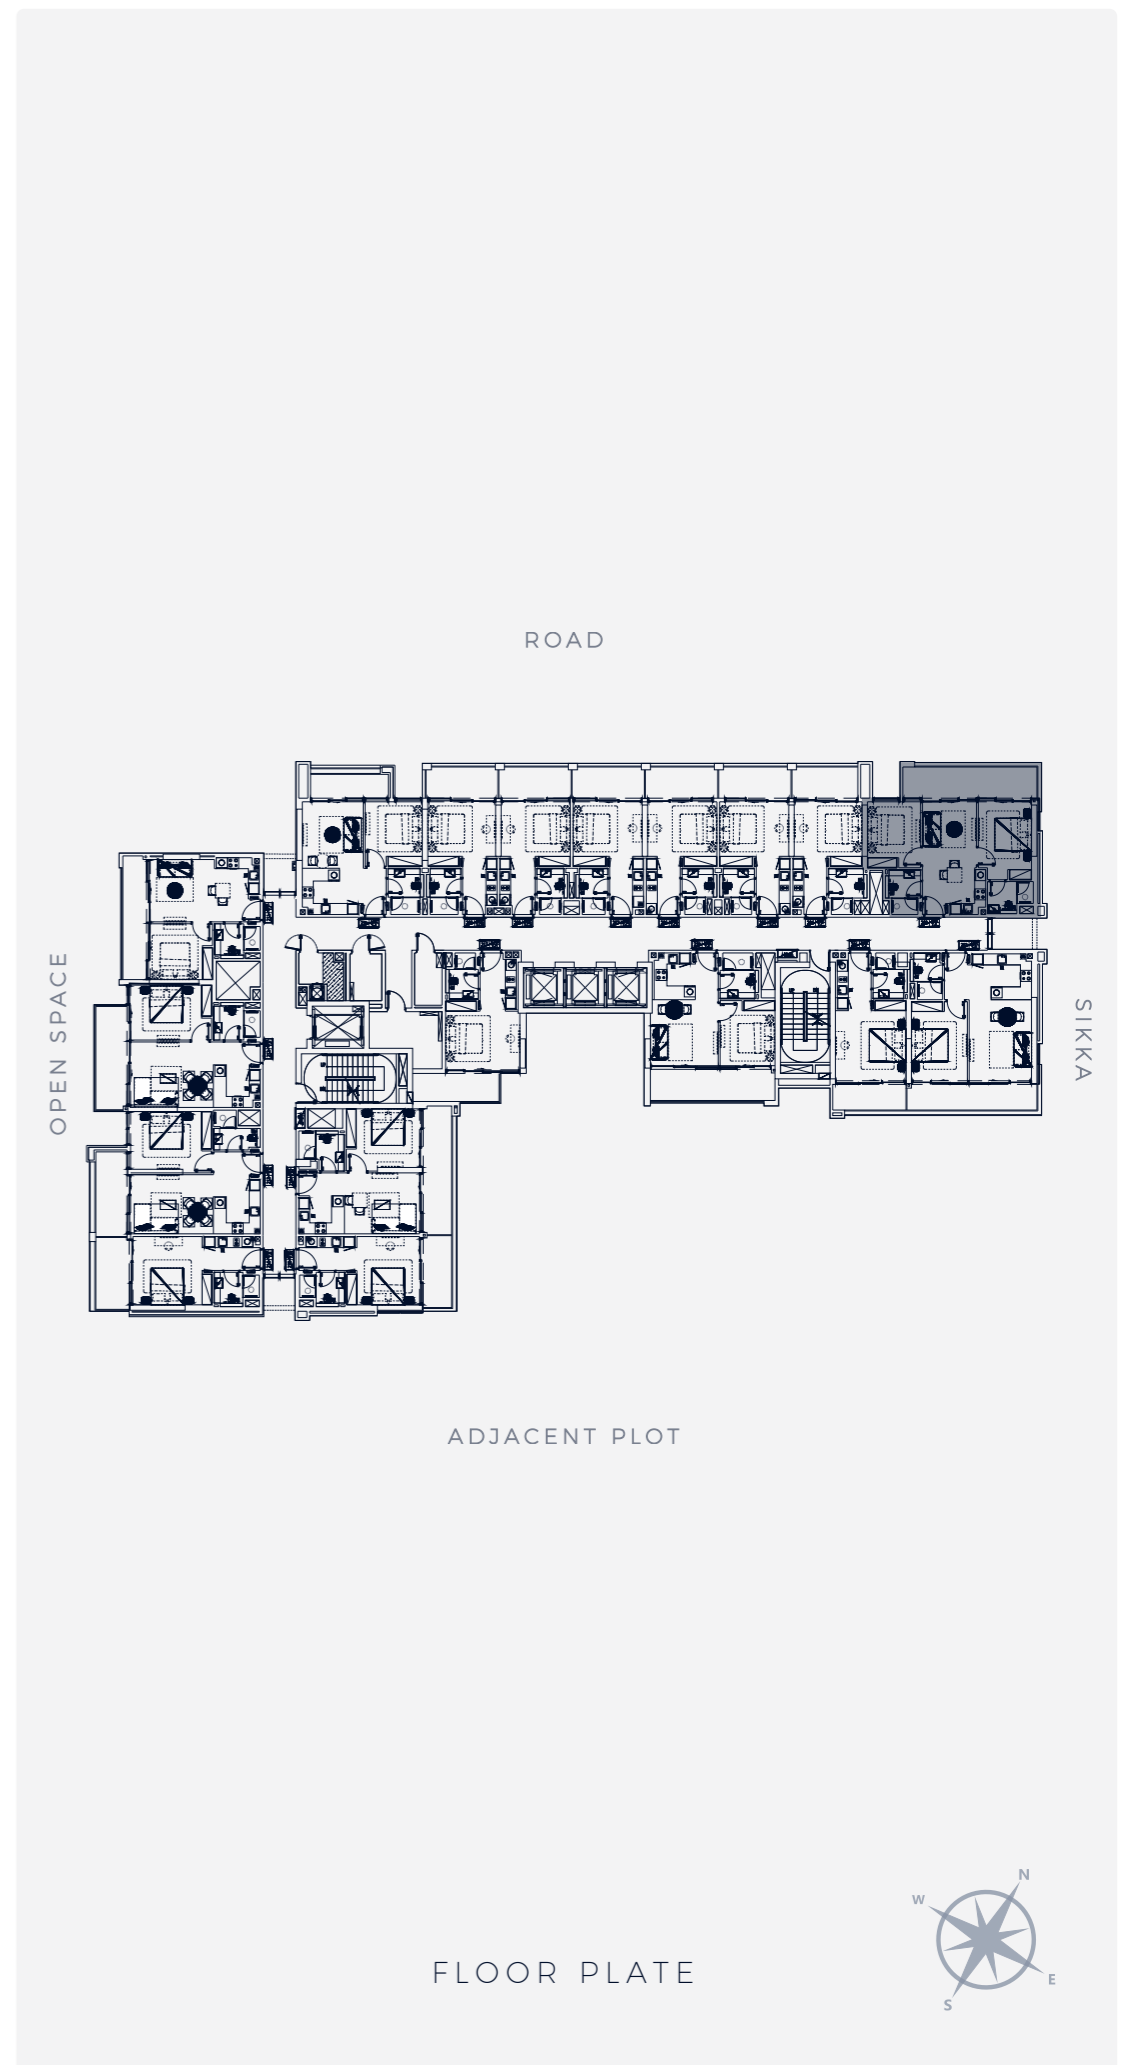 ROAD
OPEN SPACE
SIKKA
ADJACENT PLOT
FLOOR PLATE
N
W
E
S